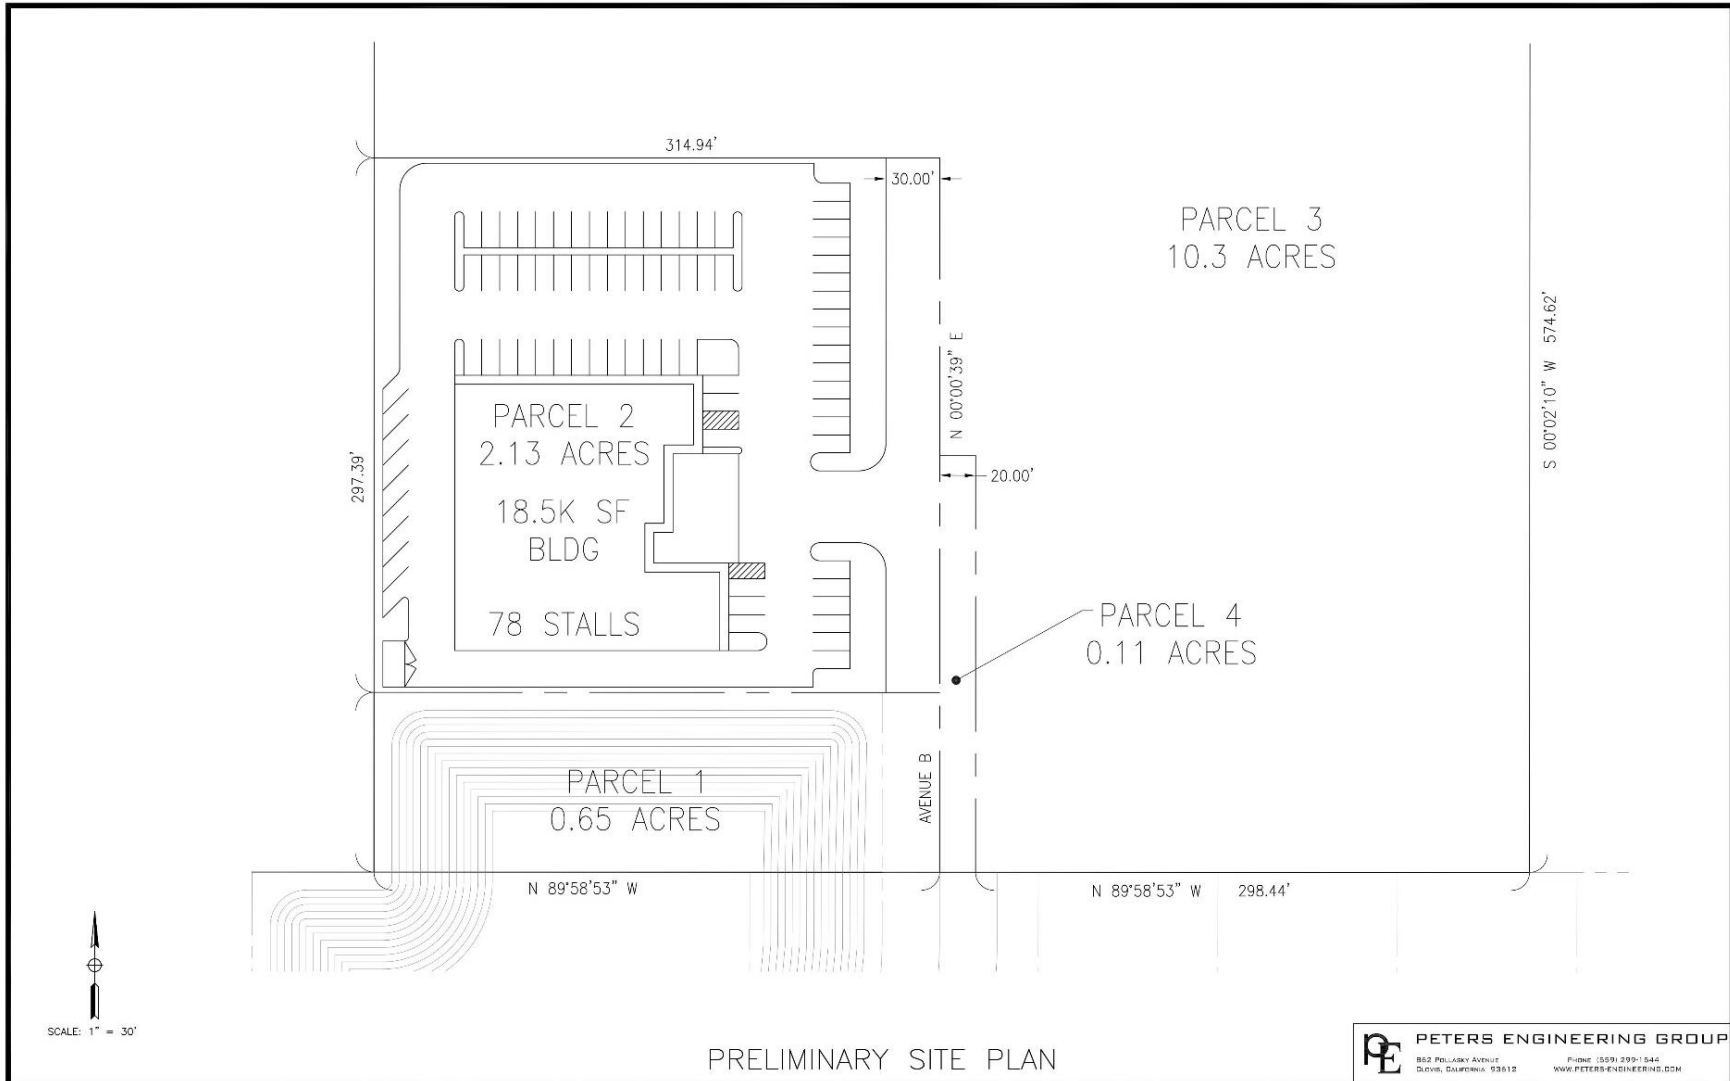 314.94'
30.00'
PARCEL 3
10.3 ACRES
S 00°02'10" W 574.62'
N 00°00'39" E
297.39'
PARCEL 2
2.13 ACRES
18.5K SF
BLDG
78 STALLS
20.00'
PARCEL 4
0.11 ACRES
PARCEL 1
0.65 ACRES
AVENUE B
N 89°58'53" W
N 89°58'53" W 298.44'
SCALE: 1" = 30'
PRELIMINARY SITE PLAN
PE
PETERS ENGINEERING GROUP
862 POLLASKY AVENUE
CLOVIS, CALIFORNIA 93612
PHONE (559) 299-1544
WWW.PETERS-ENGINEERING.COM